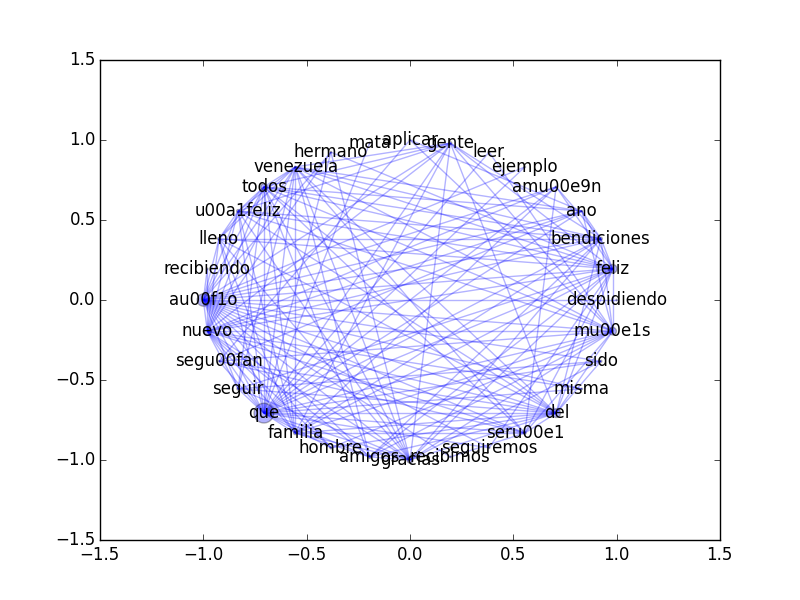 1.5
1.0
0.5
0.0
−0.5
−1.0
−1.5
mata aplicar gente
hermano leer
venezuela ejemplo
todos amu00e9n
u00a1feliz ano
lleno bendiciones
recibiendo feliz
au00f1o despidiendo
nuevo mu00e1s
segu00fan sido
seguir misma
que del
familia seru00e1
hombre seguiremos
amigos gracias recibimos
−1.5 −1.0 −0.5 0.0 0.5 1.0 1.5